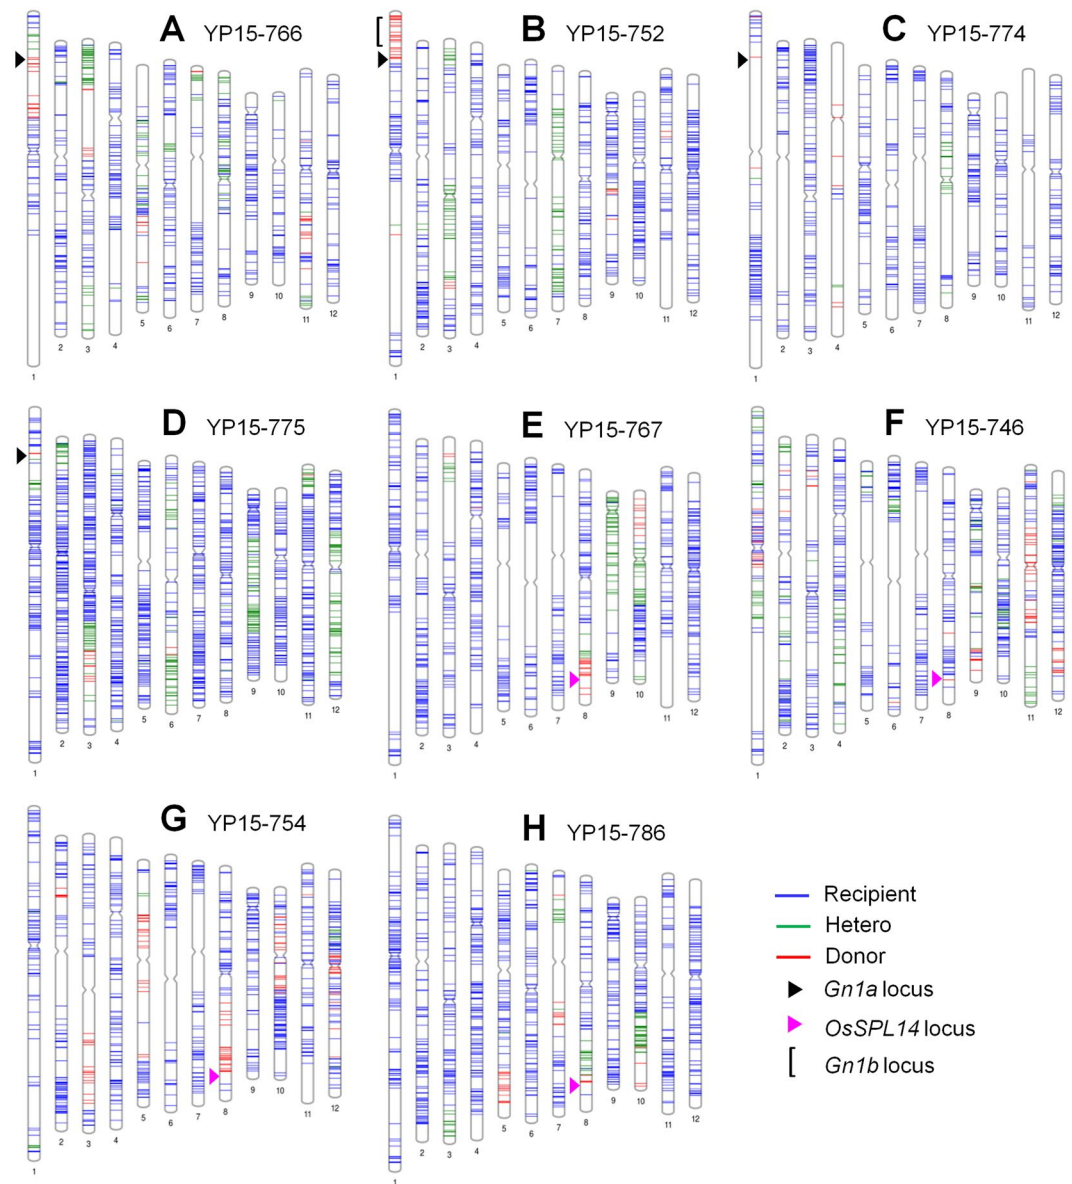 A YP15-766
B YP15-752
C YP15-774
1 2 3 4 5 6 7 8 9 10 11 12
1 2 3 4 5 6 7 8 9 10 11 12
1 2 3 4 5 6 7 8 9 10 11 12
D YP15-775
E YP15-767
F YP15-746
1 2 3 4 5 6 7 8 9 10 11 12
1 2 3 4 5 6 7 8 9 10 11 12
1 2 3 4 5 6 7 8 9 10 11 12
G YP15-754
H YP15-786
1 2 3 4 5 6 7 8 9 10 11 12
1 2 3 4 5 6 7 8 9 10 11 12
Recipient
Hetero
Donor
Gn1a locus
OsSPL14 locus
Gn1b locus